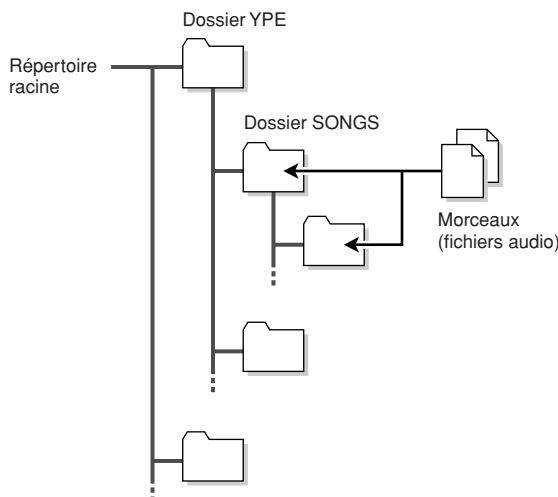 Dossier YPE
Répertoire
racine
Dossier SONGS
Morceaux
(fichiers audio)